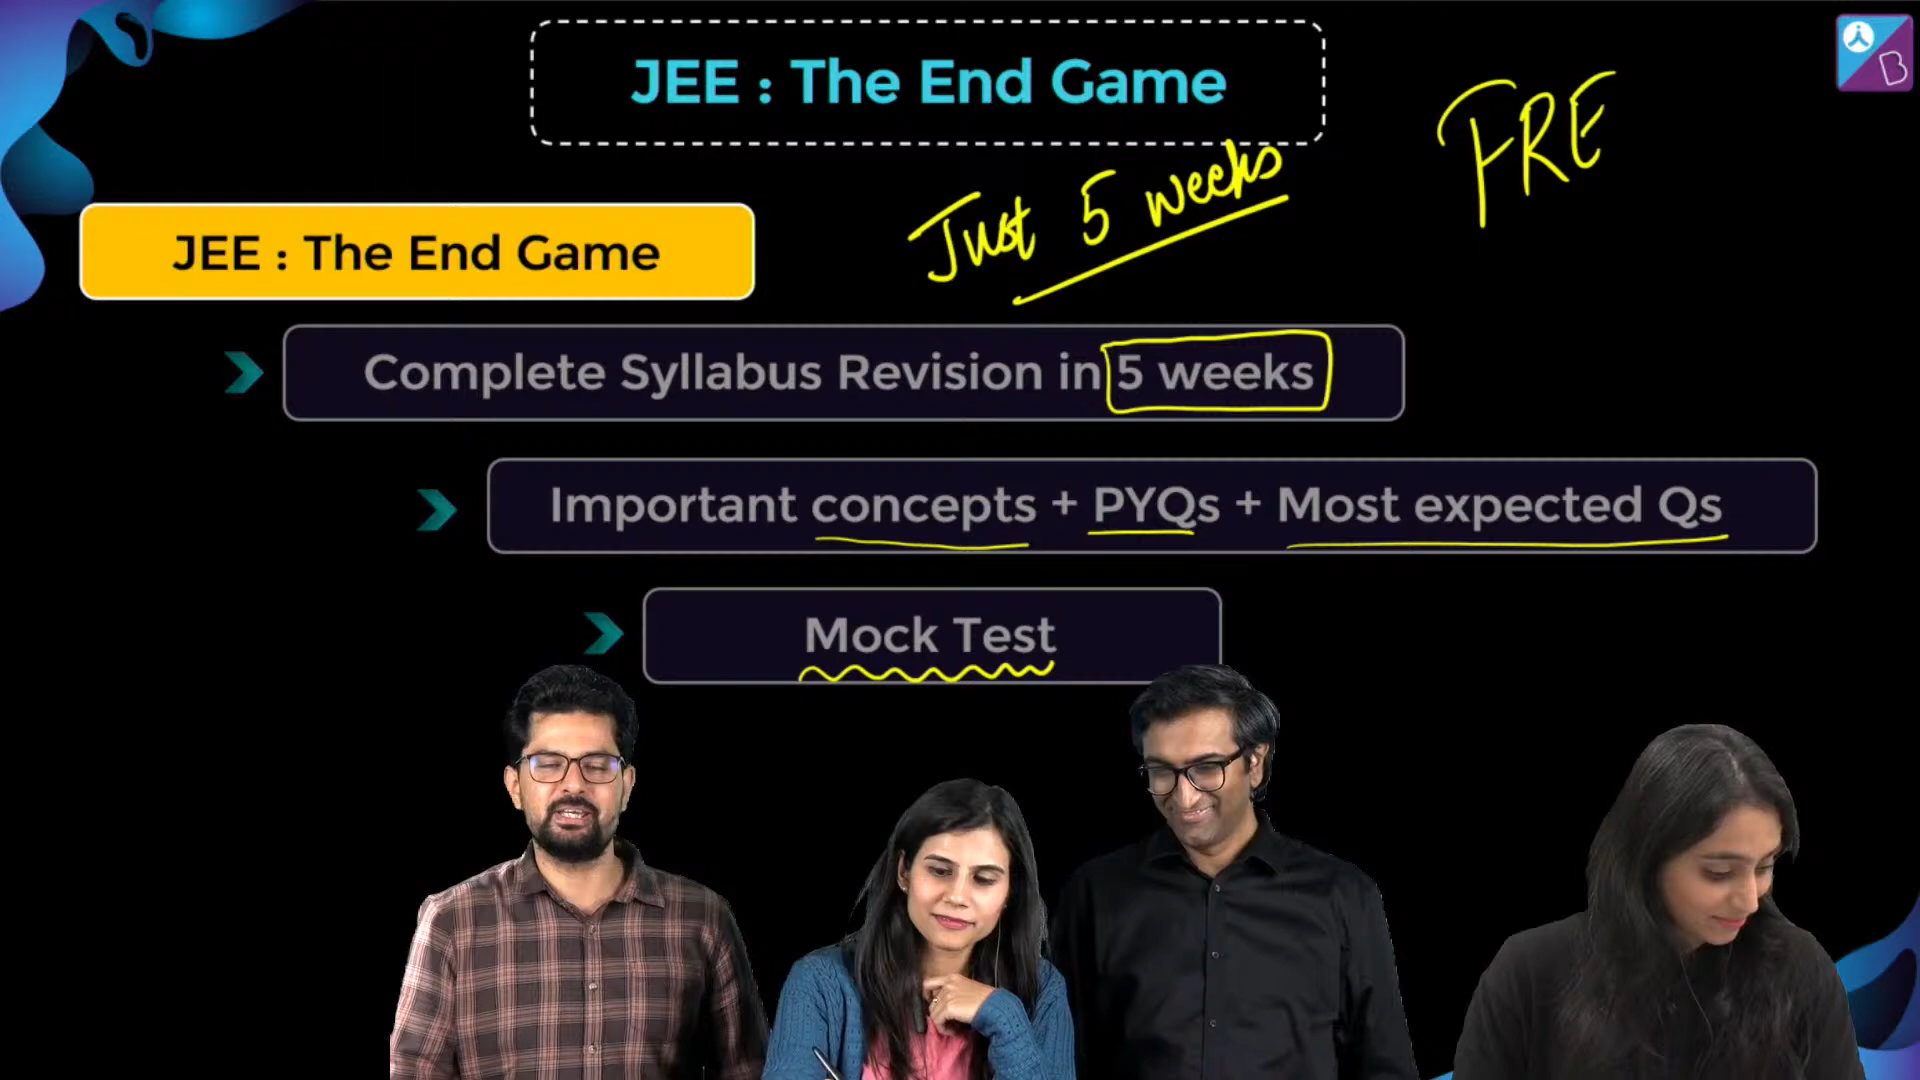 JEE : The End Game
FRE
Just 5 weeks
JEE : The End Game
Complete Syllabus Revision in 5 weeks
Important concepts + PYQs + Most expected Qs
Mock Test
B